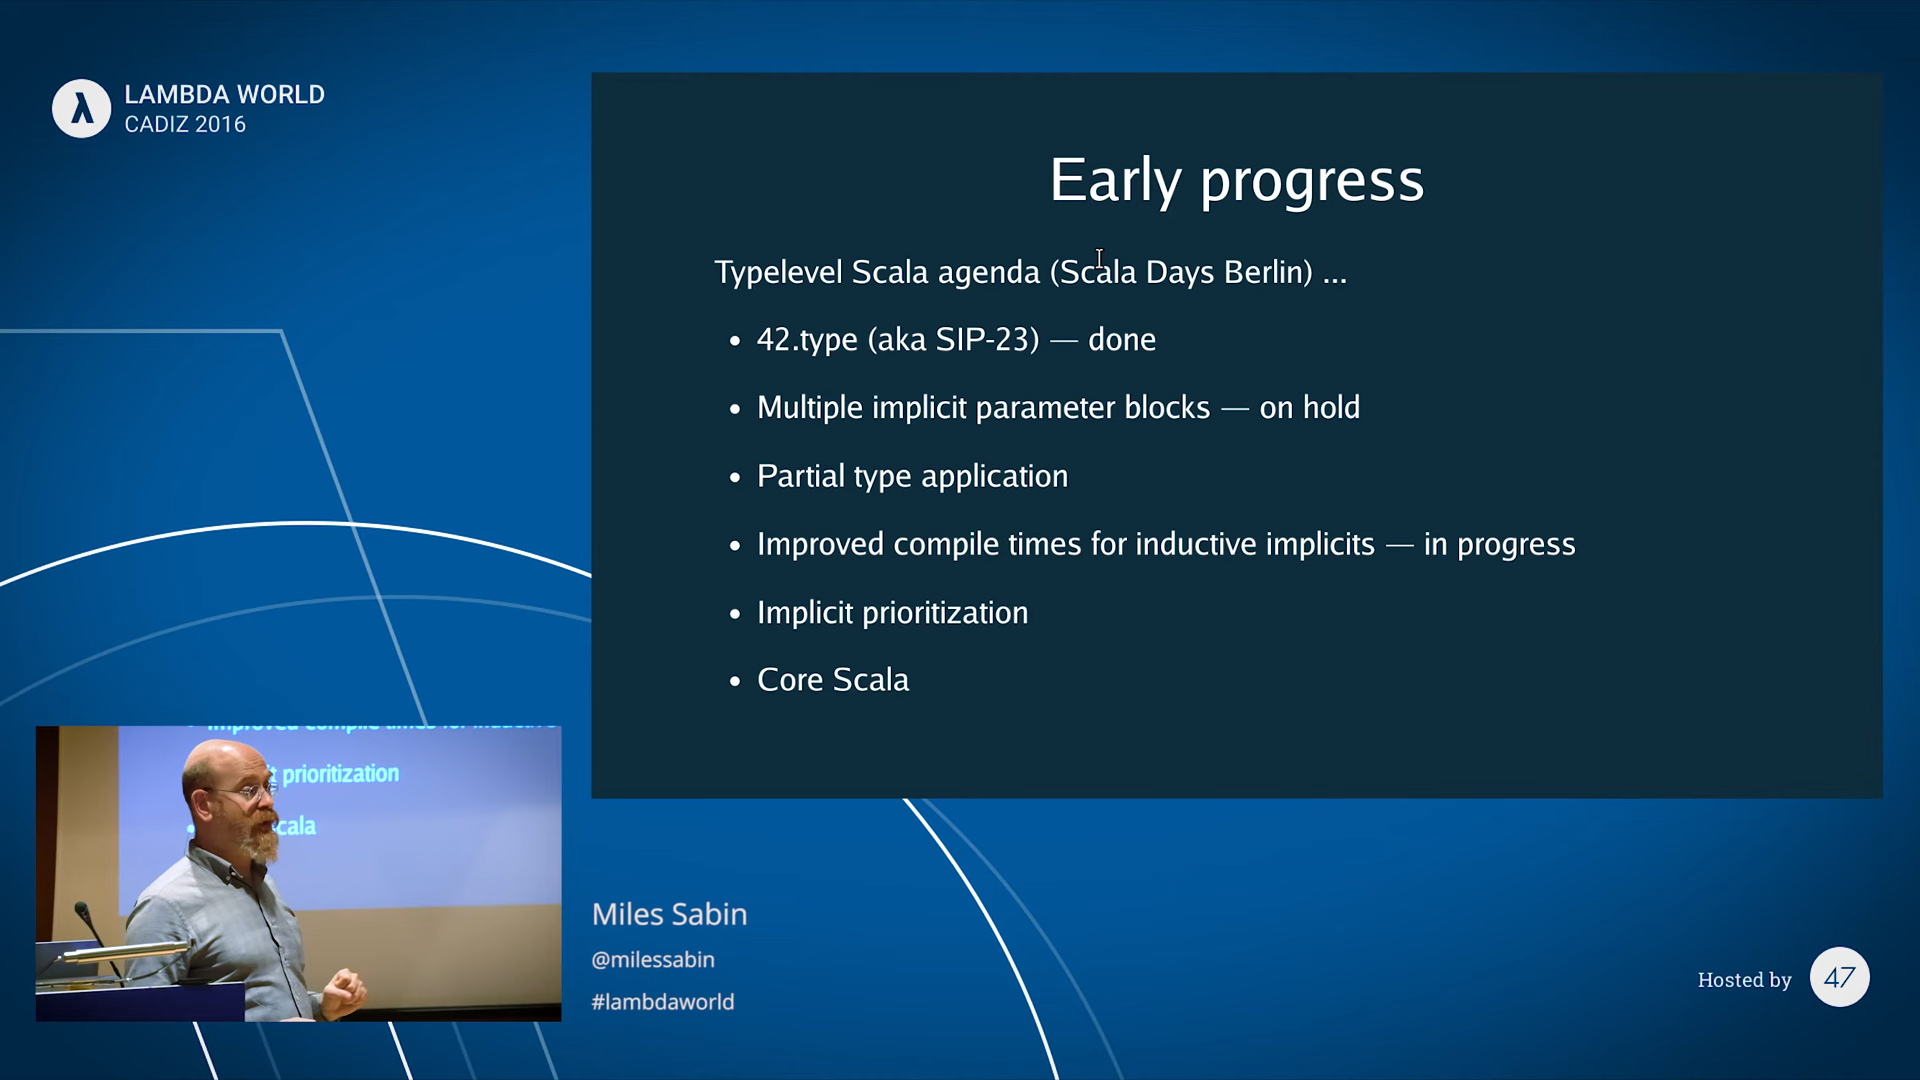 LAMBDA WORLD
CADIZ 2016
Early progress
Typelevel Scala agenda (Scala Days Berlin) ...
• 42.type (aka SIP-23) — done
• Multiple implicit parameter blocks — on hold
• Partial type application
• Improved compile times for inductive implicits — in progress
• Implicit prioritization
• Core Scala
prioritization
cala
Miles Sabin
@milessabin
#lambdaworld
Hosted by 47